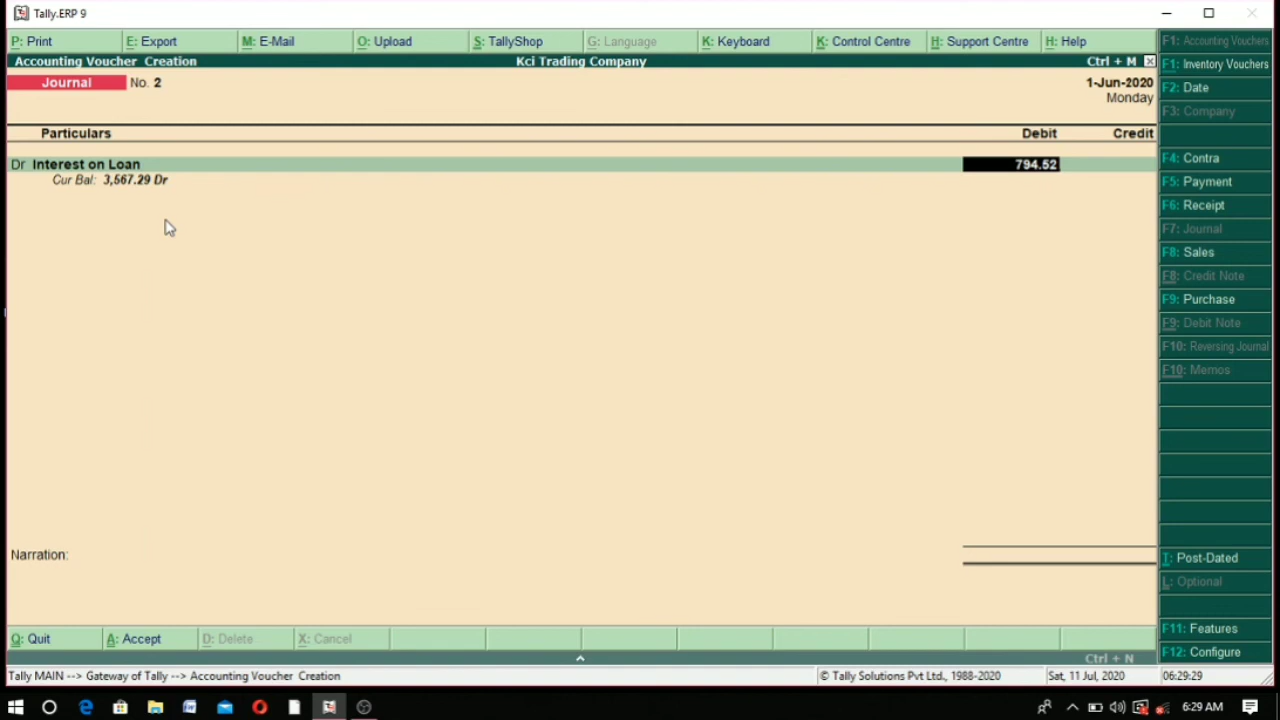 Tally.ERP 9
P: Print E: Export M: E-Mail O: Upload S: TallyShop G: Language K: Keyboard K: Control Centre H: Support Centre H: Help F1: Accounting Vouchers
Accounting Voucher Creation Kci Trading Company Ctrl + M F1: Inventory Vouchers
Journal No. 2 1-Jun-2020 F2: Date
Monday F3: Company
Particulars Debit Credit
Dr Interest on Loan 794.52 F4: Contra
Cur Bal: 3,567.29 Dr F5: Payment
F6: Receipt
F7: Journal
F8: Sales
F8: Credit Note
F9: Purchase
F9: Debit Note
F10: Reversing Journal
F10: Memos
Narration: T: Post-Dated
L: Optional
F11: Features
Q: Quit A: Accept D: Delete X: Cancel
Ctrl + N F12: Configure
Tally MAIN --> Gateway of Tally --> Accounting Voucher Creation © Tally Solutions Pvt Ltd., 1988-2020 Sat, 11 Jul, 2020 06:29:29
6:29 AM